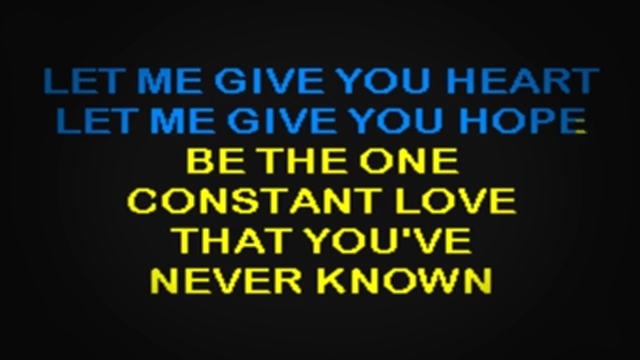 LET ME GIVE YOU HEART
LET ME GIVE YOU HOPE
BE THE ONE
CONSTANT LOVE
THAT YOU'VE
NEVER KNOWN